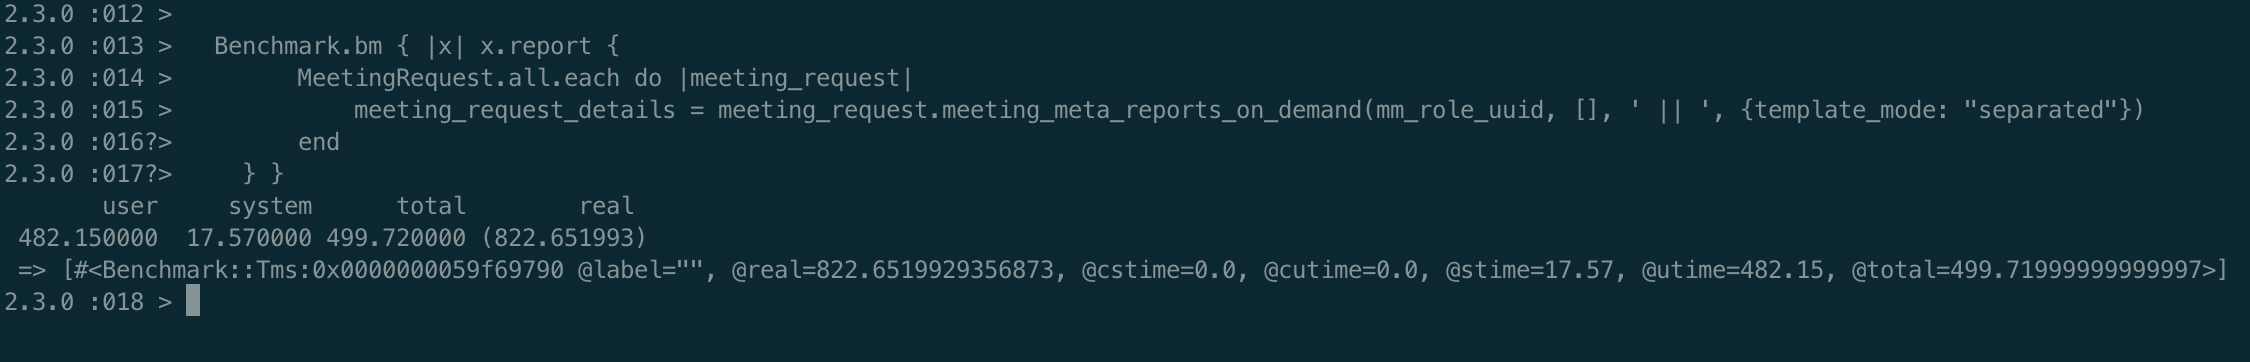 2.3.0 :012 >
2.3.0 :013 >   Benchmark.bm { |x| x.report {
2.3.0 :014 >         MeetingRequest.all.each do |meeting_request|
2.3.0 :015 >             meeting_request_details = meeting_request.meeting_meta_reports_on_demand(mm_role_uuid, [], ' || ', {template_mode: "separated"})
2.3.0 :016?>         end
2.3.0 :017?>     } }
       user     system      total        real
 482.150000  17.570000 499.720000 (822.651993)
 => [#<Benchmark::Tms:0x0000000059f69790 @label="", @real=822.6519929356873, @cstime=0.0, @cutime=0.0, @stime=17.57, @utime=482.15, @total=499.71999999999997>]
2.3.0 :018 >